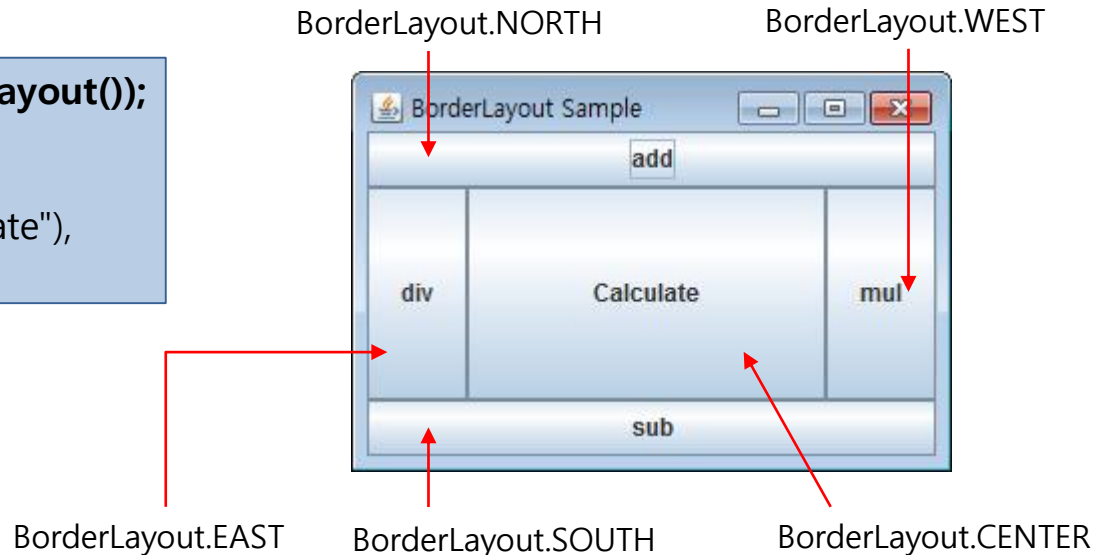 BorderLayout.NORTH
BorderLayout.WEST
ayout());
ate"),
BorderLayout Sample
add
div
Calculate
mul
sub
BorderLayout.EAST
BorderLayout.SOUTH
BorderLayout.CENTER